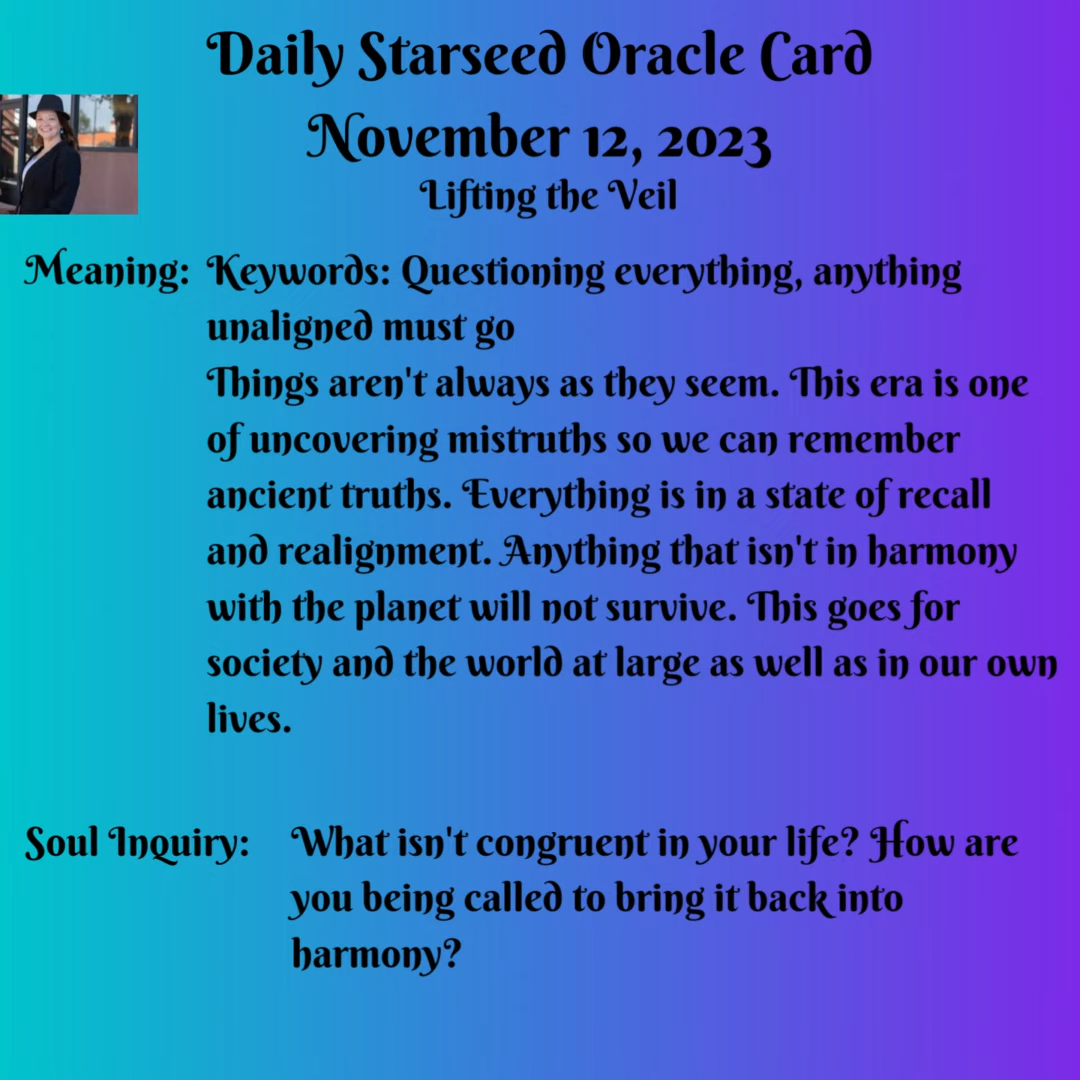 Daily Starseed Oracle Card
November 12, 2023
Lifting the Veil
Meaning: Keywords: Questioning everything, anything
unaligned must go
Things aren't always as they seem. This era is one
of uncovering mistruths so we can remember
ancient truths. Everything is in a state of recall
and realignment. Anything that isn't in harmony
with the planet will not survive. This goes for
society and the world at large as well as in our own
lives.
Soul Inquiry: What isn't congruent in your life? How are
you being called to bring it back into
harmony?